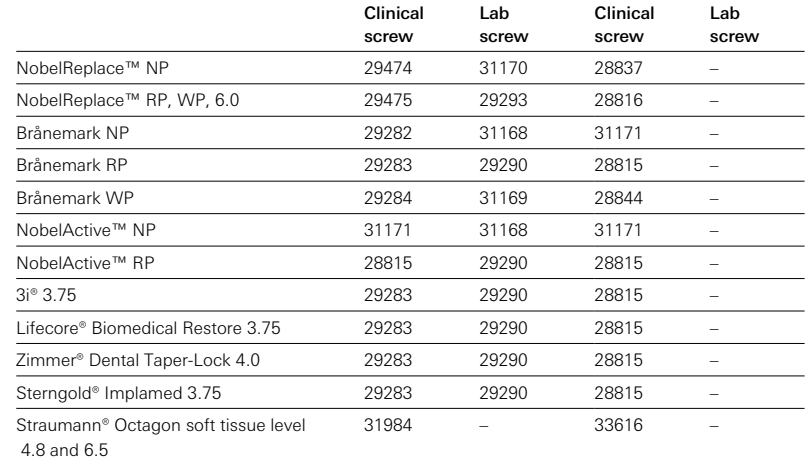 Clinical screw Lab screw Clinical screw Lab screw
NobelReplace™ NP 29474 31170 28837 –
NobelReplace™ RP, WP, 6.0 29475 29293 28816 –
Brånemark NP 29282 31168 31171 –
Brånemark RP 29283 29290 28815 –
Brånemark WP 29284 31169 28844 –
NobelActive™ NP 31171 31168 31171 –
NobelActive™ RP 28815 29290 28815 –
3i® 3.75 29283 29290 28815 –
Lifecore® Biomedical Restore 3.75 29283 29290 28815 –
Zimmer® Dental Taper-Lock 4.0 29283 29290 28815 –
Sterngold® Implamed 3.75 29283 29290 28815 –
Straumann® Octagon soft tissue level 31984 – 33616 –
4.8 and 6.5